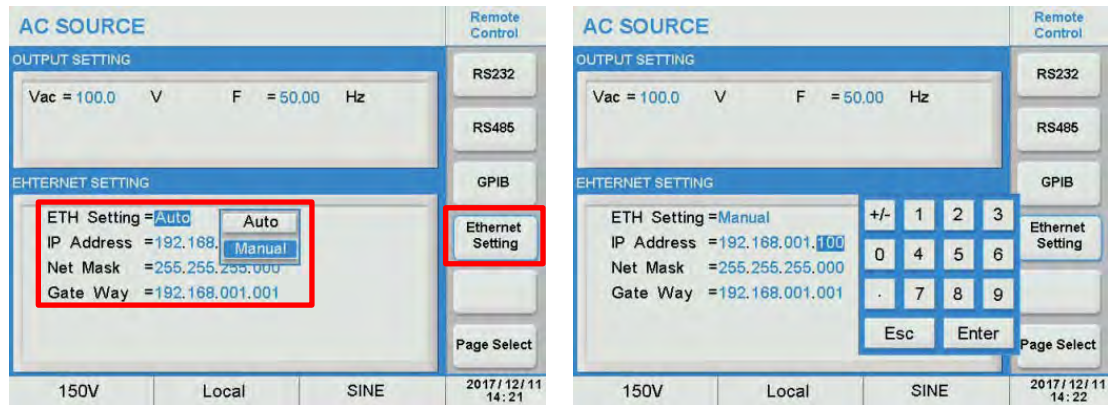 AC SOURCE
Remote
Control
OUTPUT SETTING
Vac = 100.0 V F = 50.00 Hz
RS232
RS485
EHTERNET SETTING
GPIB
ETH Setting =Auto
Auto
Manual
IP Address =192.168.
Net Mask =255.255.255.000
Gate Way =192.168.001.001
Ethernet
Setting
Page Select
150V Local SINE
2017/12/11
14:21
AC SOURCE
Remote
Control
OUTPUT SETTING
Vac = 100.0 V F = 50.00 Hz
RS232
RS485
EHTERNET SETTING
GPIB
ETH Setting =Manual
IP Address =192.168.001.100
Net Mask =255.255.255.000
Gate Way =192.168.001.001
+/- 1 2 3
0 4 5 6
. 7 8 9
Esc Enter
Ethernet
Setting
Page Select
150V Local SINE
2017/12/11
14:22